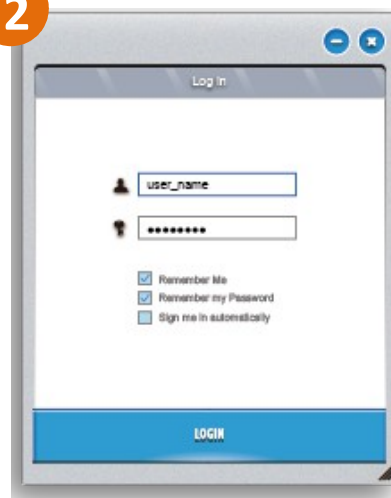 2
Log In
user_name
••••••••
Remember Me
Remember my Password
Sign me in automatically
LOGIN